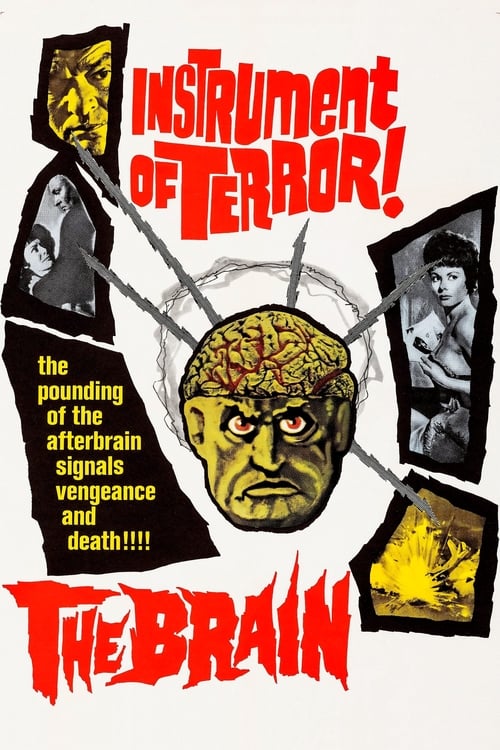 INSTRUMENT
OF TERROR!
the
pounding
of the
afterbrain
signals
vengeance
and
death!!!!
THE BRAIN